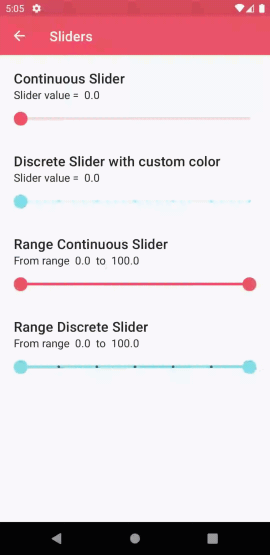 5:05
Sliders
Continuous Slider
Slider value = 0.0
Discrete Slider with custom color
Slider value = 0.0
Range Continuous Slider
From range 0.0 to 100.0
Range Discrete Slider
From range 0.0 to 100.0